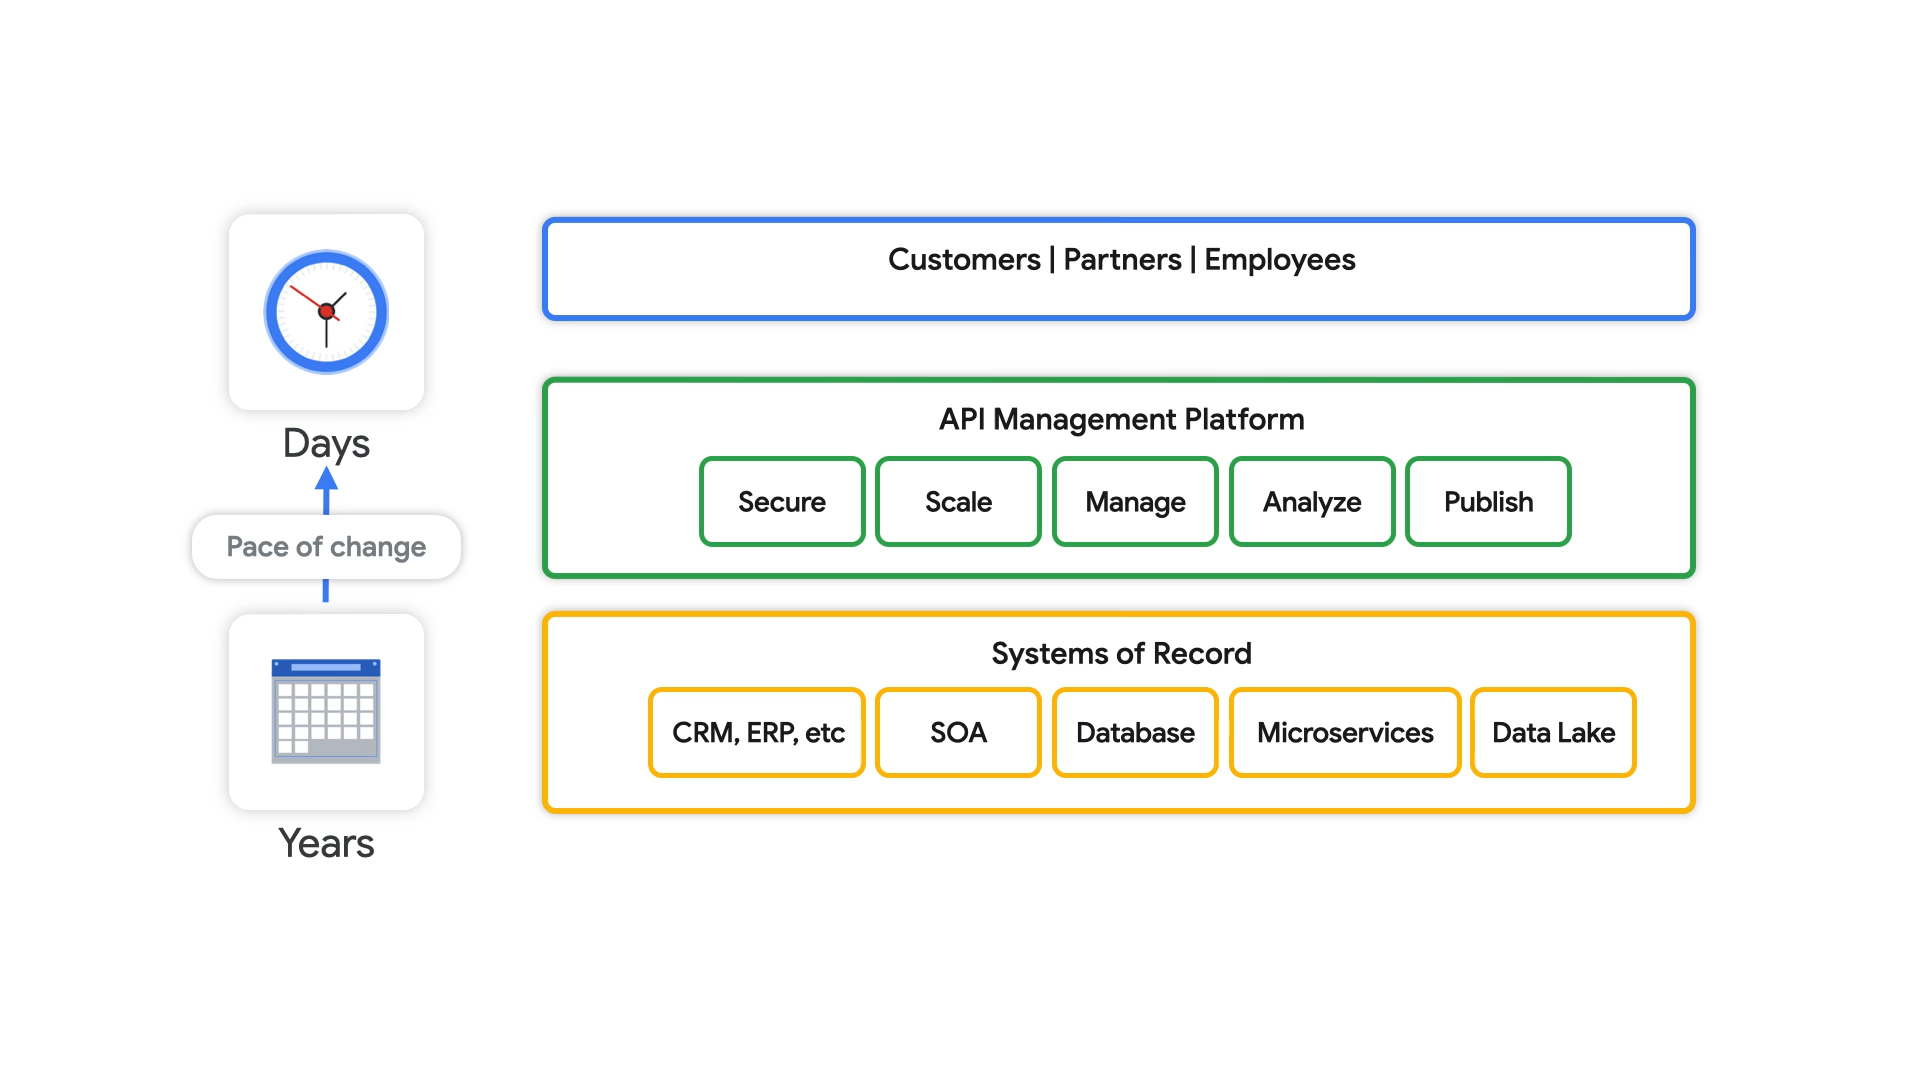 Days
Pace of change
Years
Customers | Partners | Employees
API Management Platform
Secure
Scale
Manage
Analyze
Publish
Systems of Record
CRM, ERP, etc
SOA
Database
Microservices
Data Lake